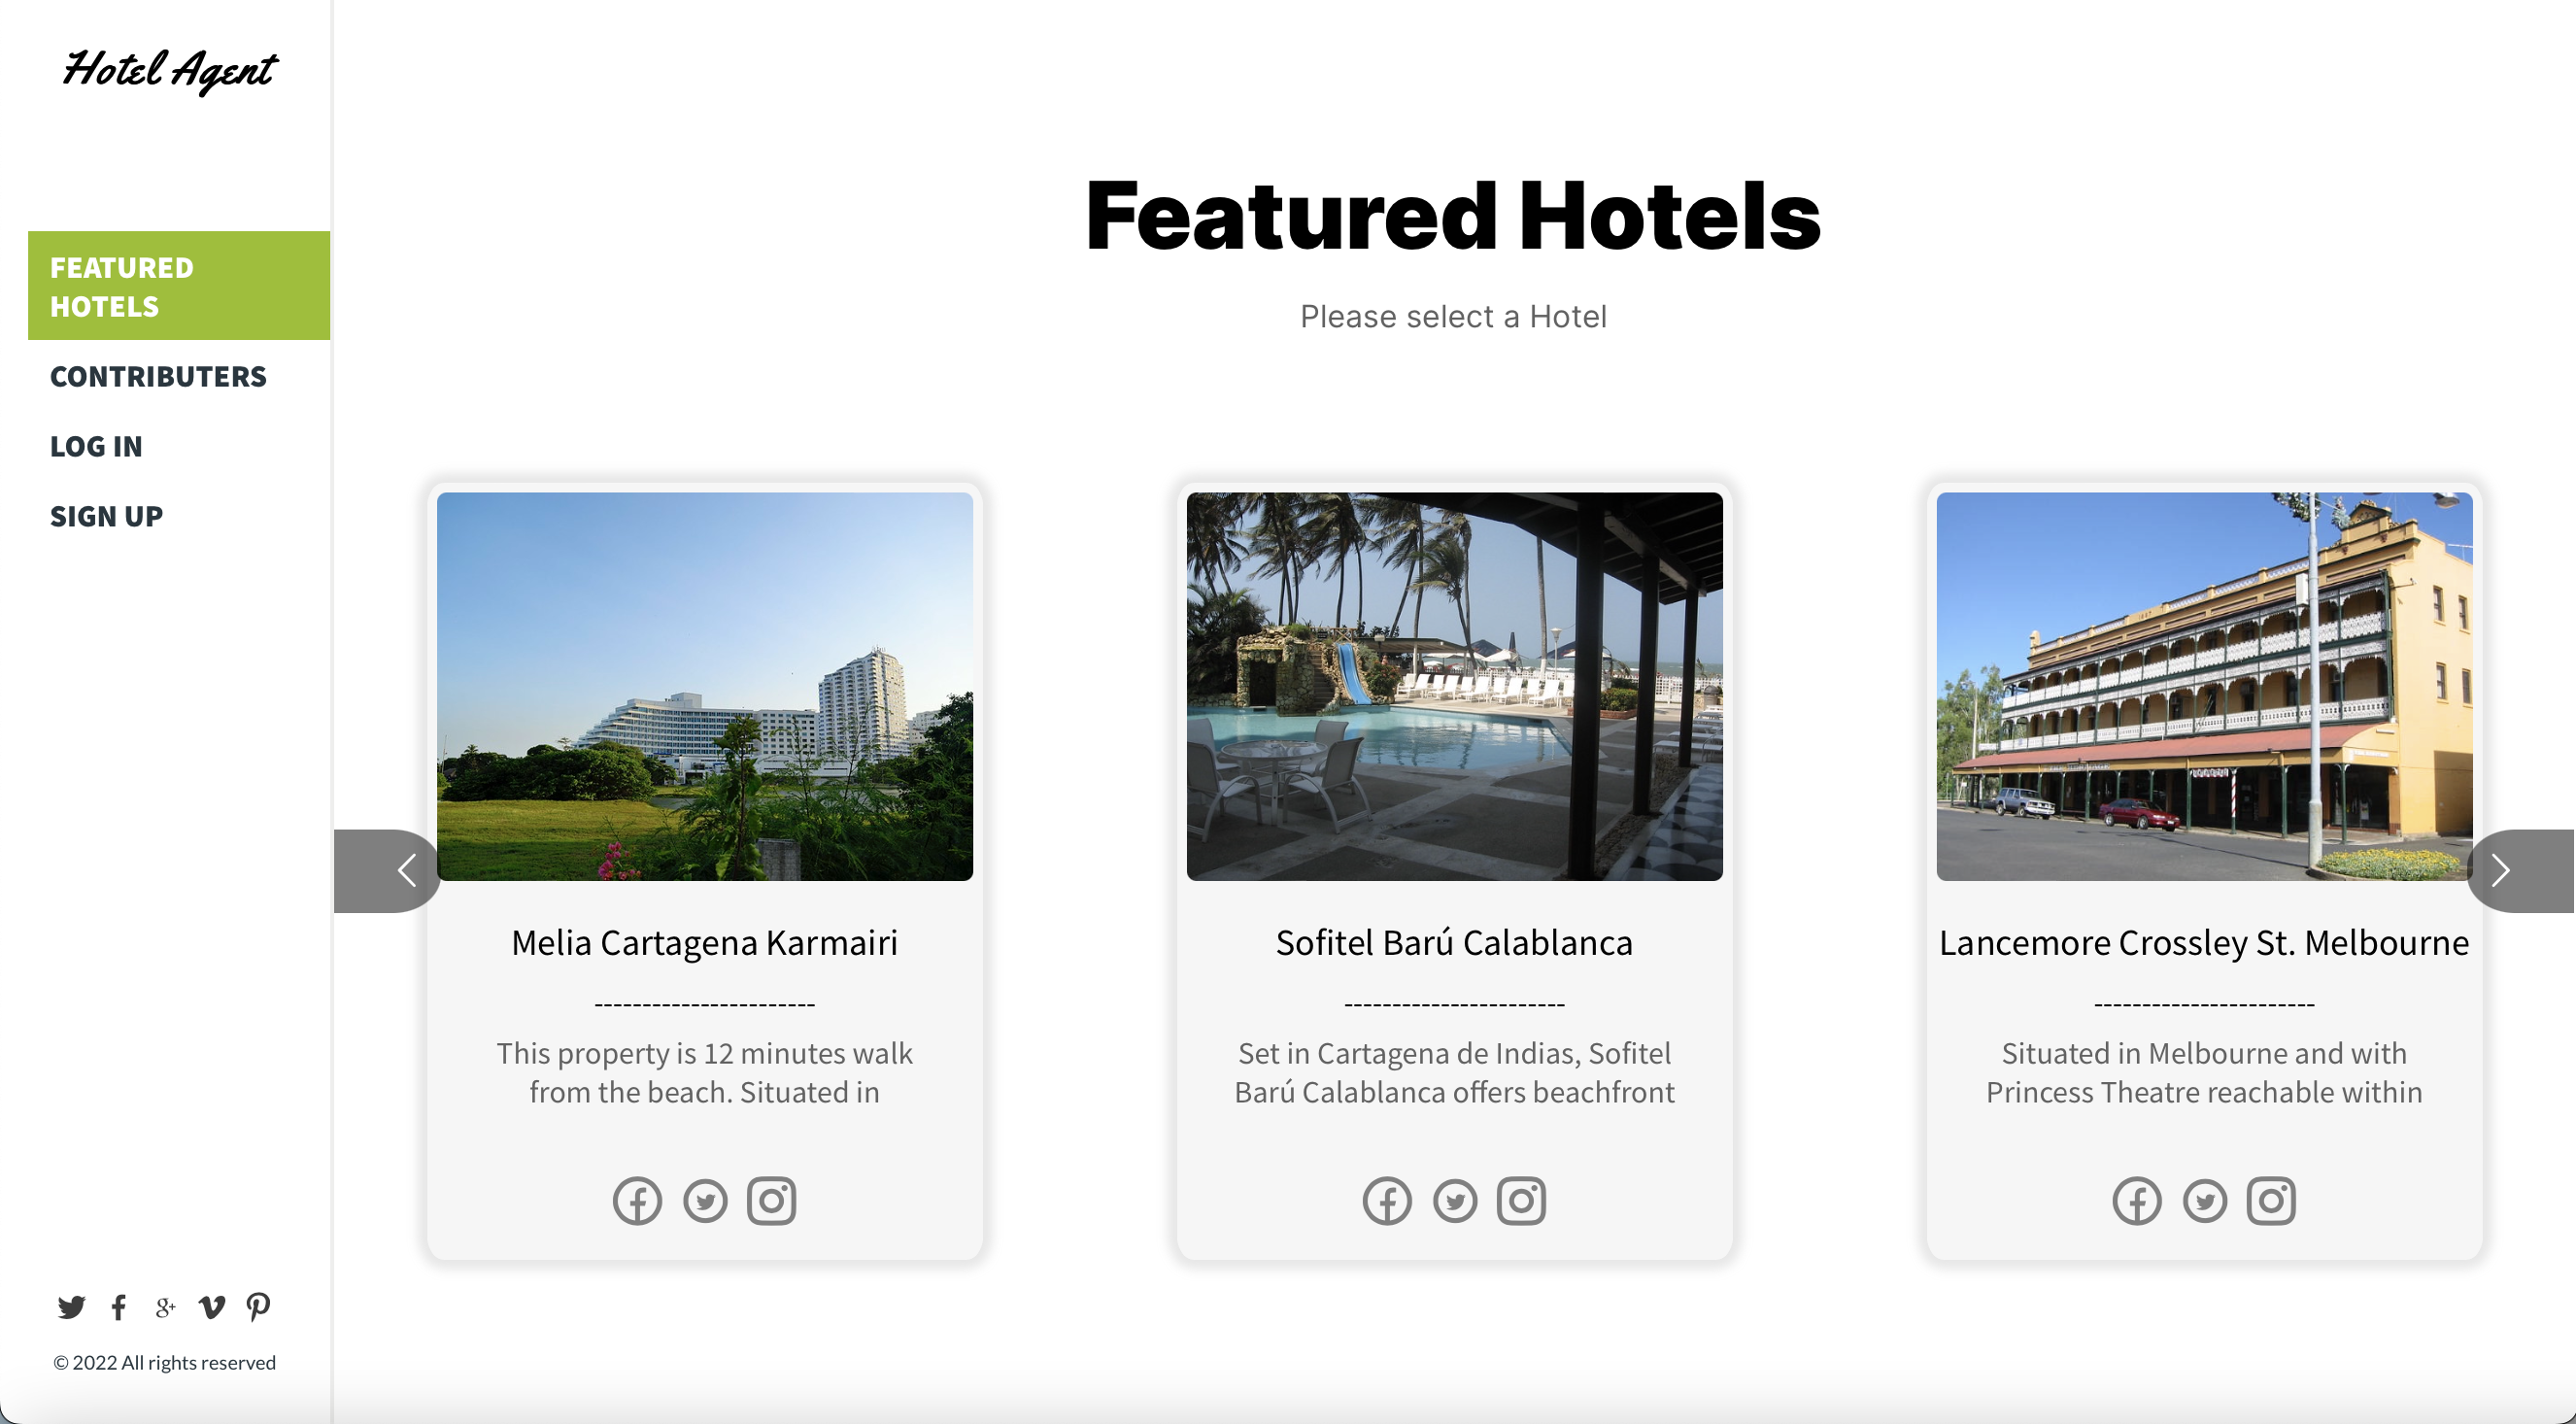 Hotel Agent
FEATURED
HOTELS
CONTRIBUTERS
LOG IN
SIGN UP
© 2022 All rights reserved
Featured Hotels
Please select a Hotel
Melia Cartagena Karmairi
-----------------------
This property is 12 minutes walk
from the beach. Situated in
Sofitel Barú Calablanca
-----------------------
Set in Cartagena de Indias, Sofitel
Barú Calablanca offers beachfront
Lancemore Crossley St. Melbourne
-----------------------
Situated in Melbourne and with
Princess Theatre reachable within